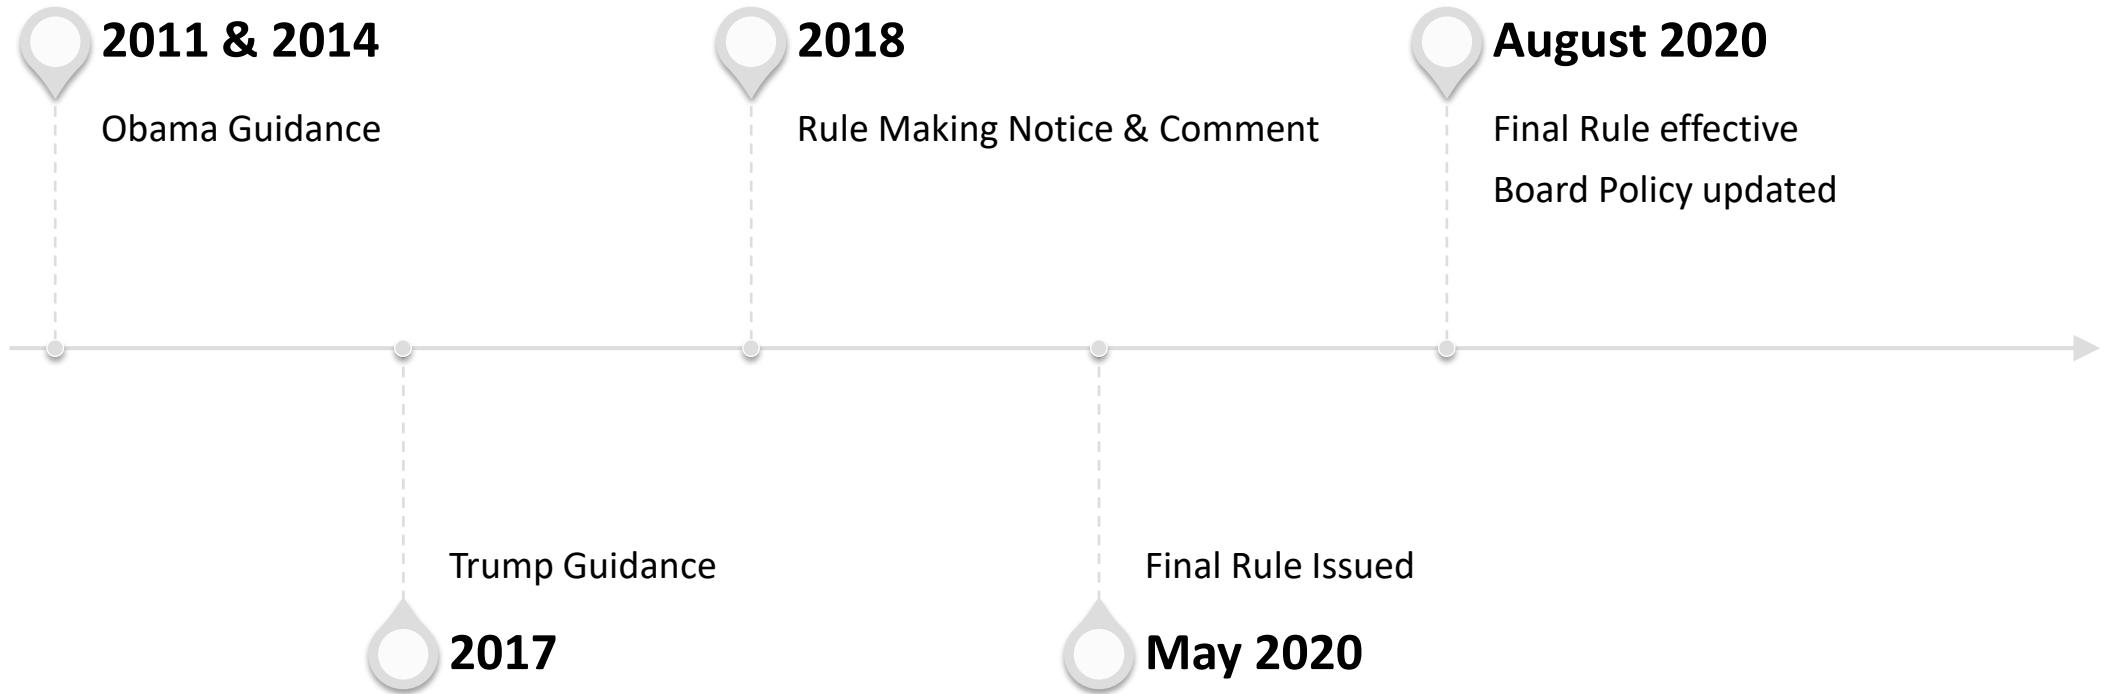 2011 & 2014
Obama Guidance
Trump Guidance
2017
2018
Rule Making Notice & Comment
Final Rule Issued
May 2020
August 2020
Final Rule effective
Board Policy updated